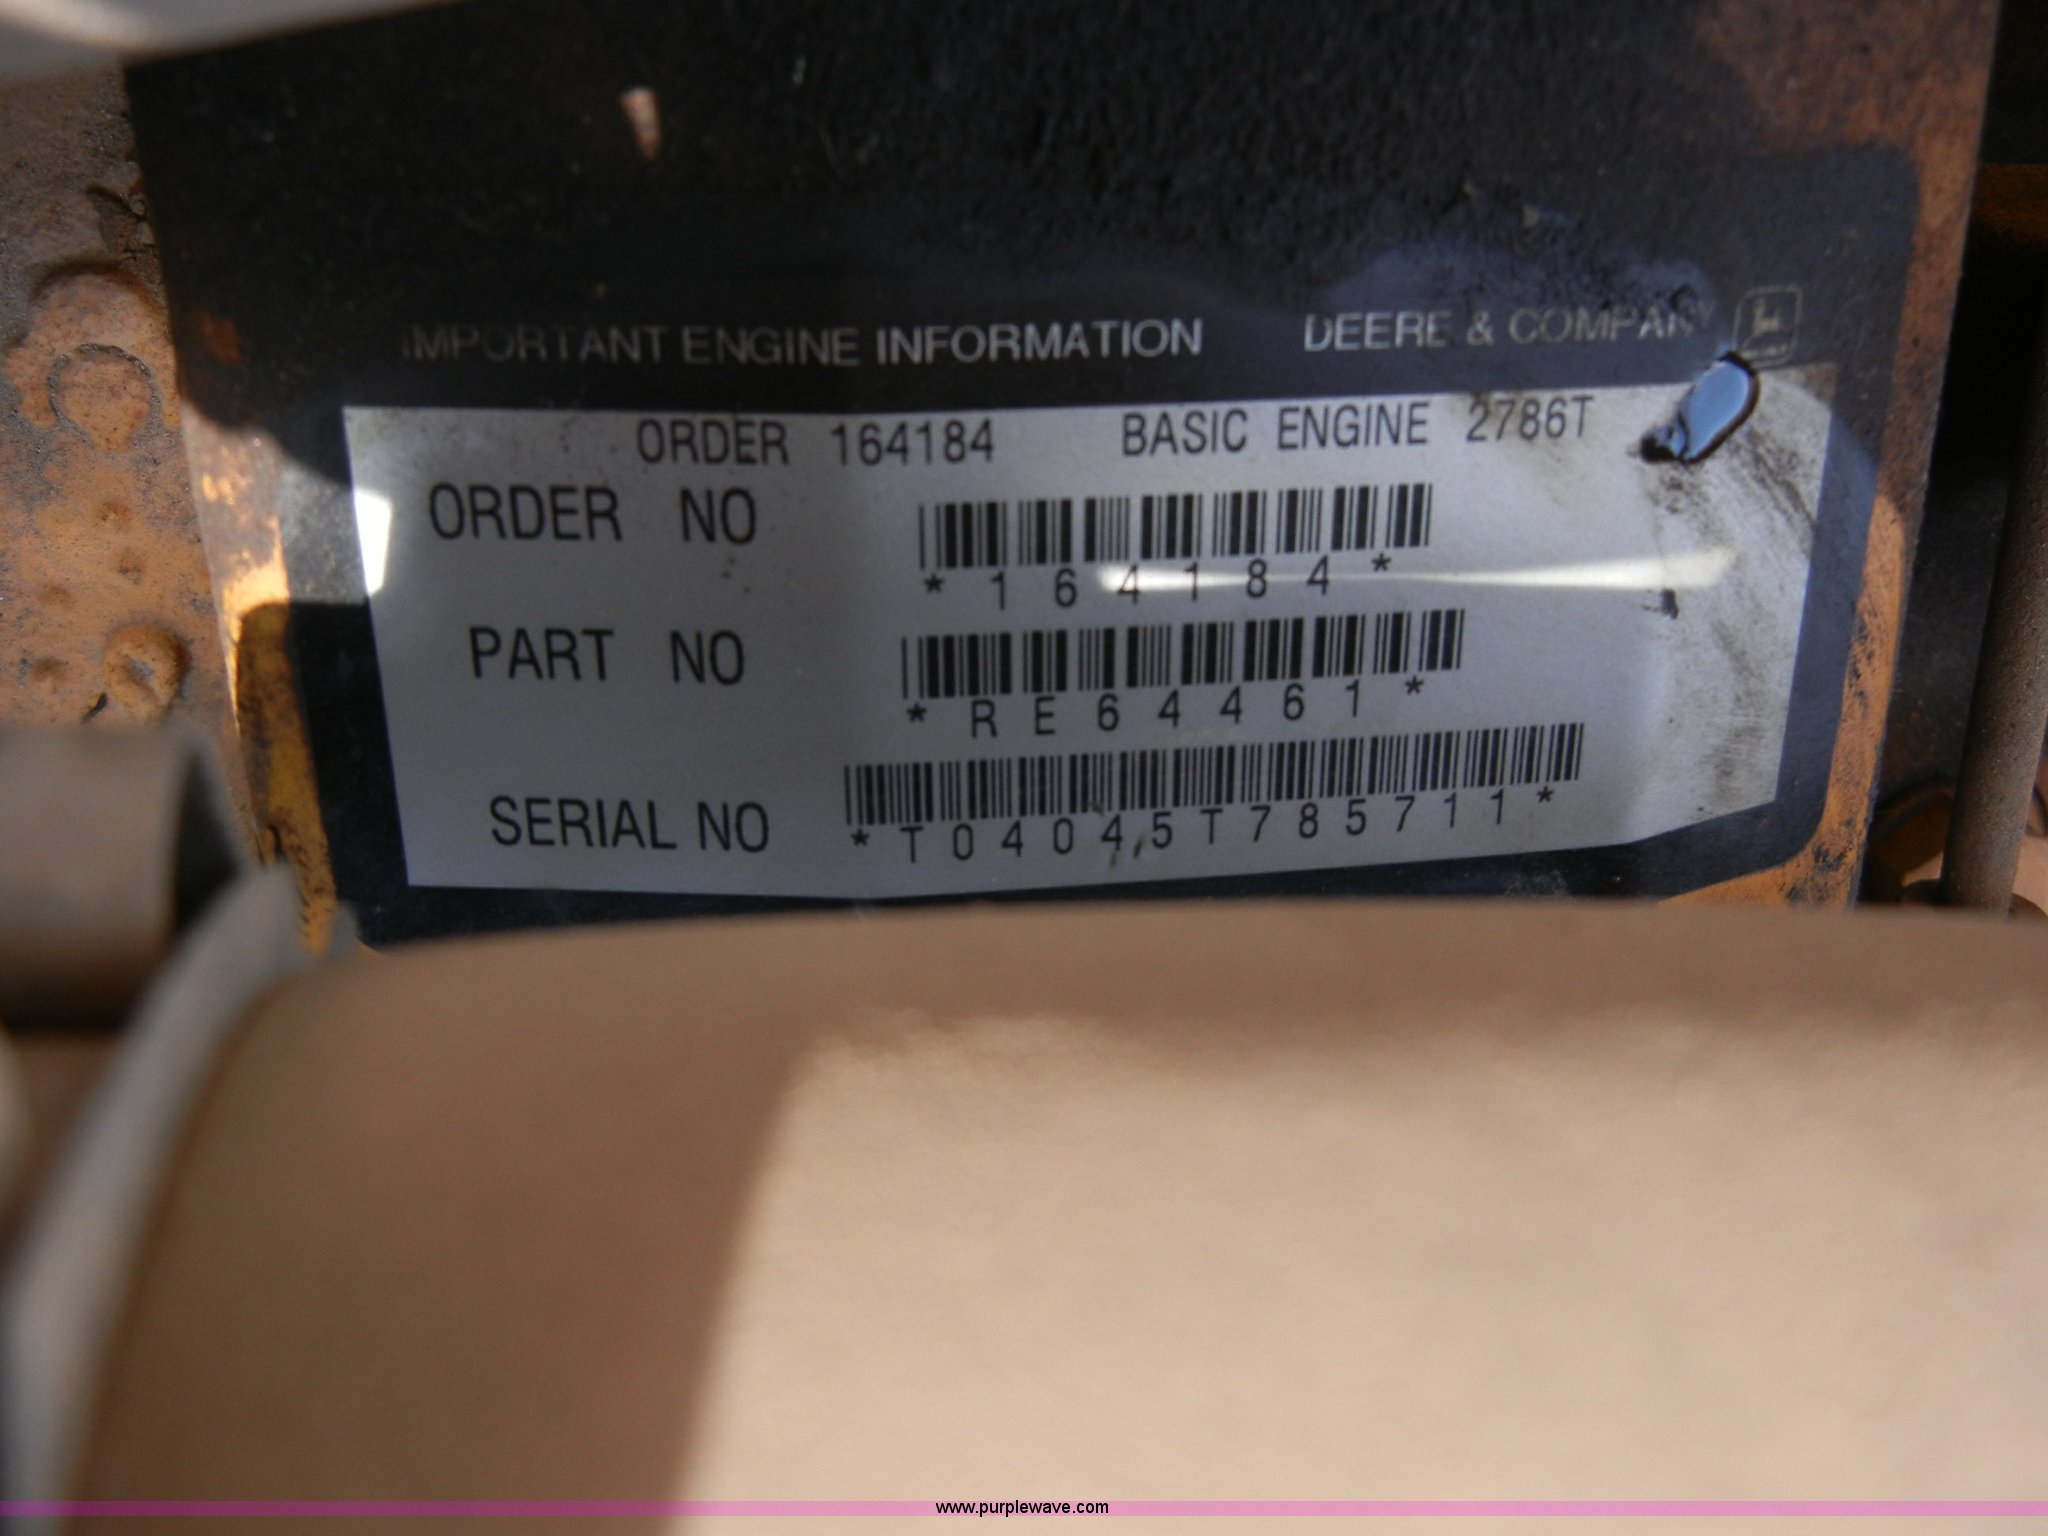 IMPORTANT ENGINE INFORMATION DEERE & COMPANY
ORDER 164184 BASIC ENGINE 2786T
ORDER NO
*164184*
PART NO
*RE64461*
SERIAL NO
*T04045T785711*
www.purplewave.com